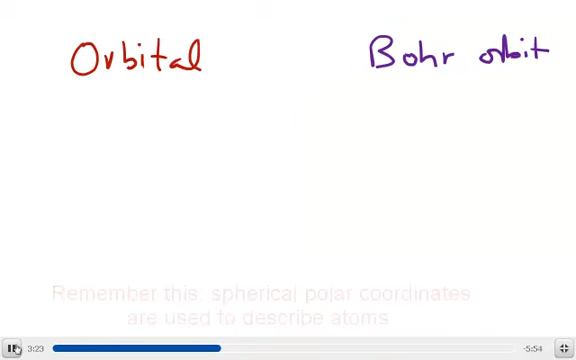 Orbital Bohr orbit
Remember this: spherical polar coordinates
are used to describe atoms
3:23 -5:54